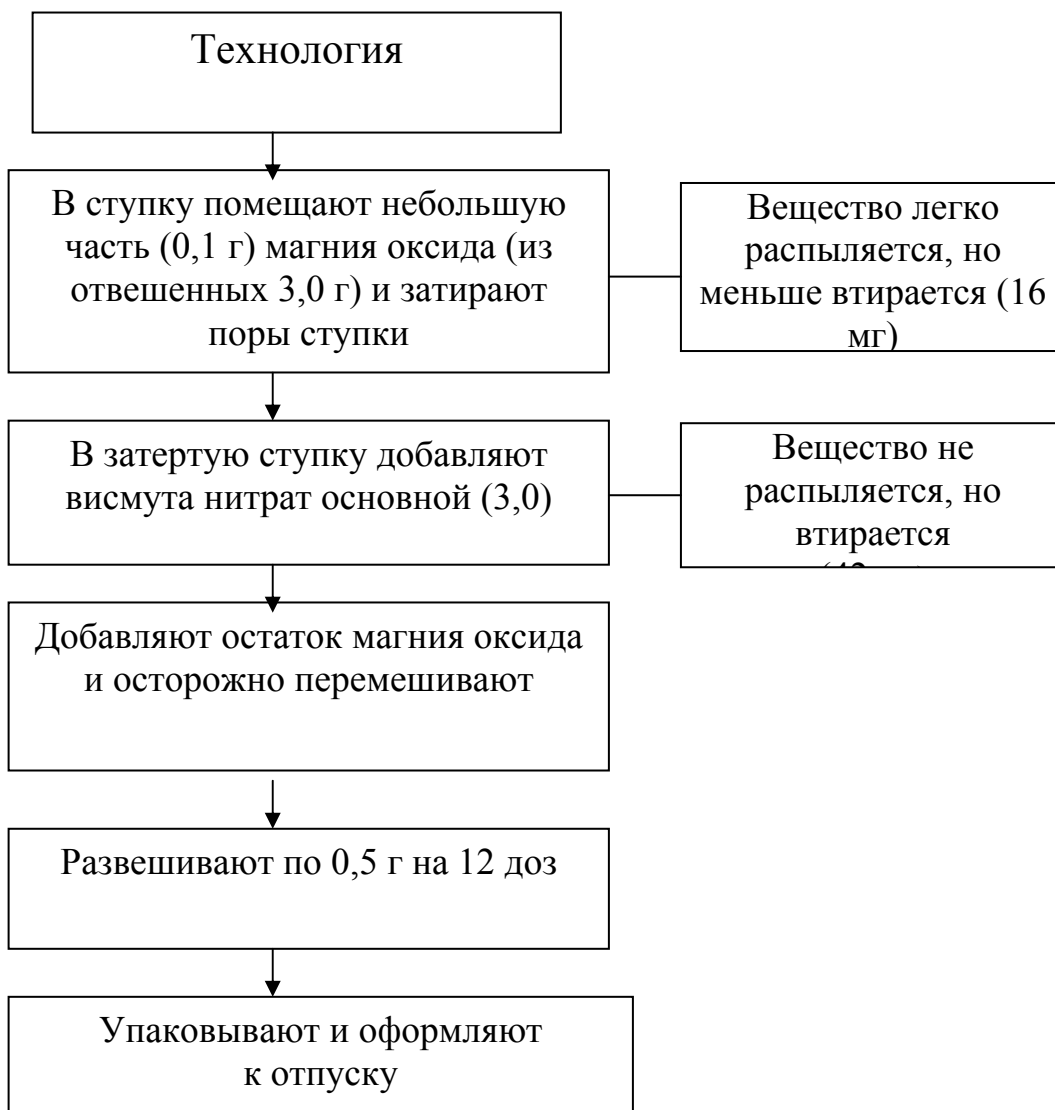 Технология
В ступку помещают небольшую
часть (0,1 г) магния оксида (из
отвешенных 3,0 г) и затирают
поры ступки
Вещество легко
распыляется, но
меньше втирается (16
мг)
В затертую ступку добавляют
висмута нитрат основной (3,0)
Вещество не
распыляется, но
втирается
Добавляют остаток магния оксида
и осторожно перемешивают
Развешивают по 0,5 г на 12 доз
Упаковывают и оформляют
к отпуску